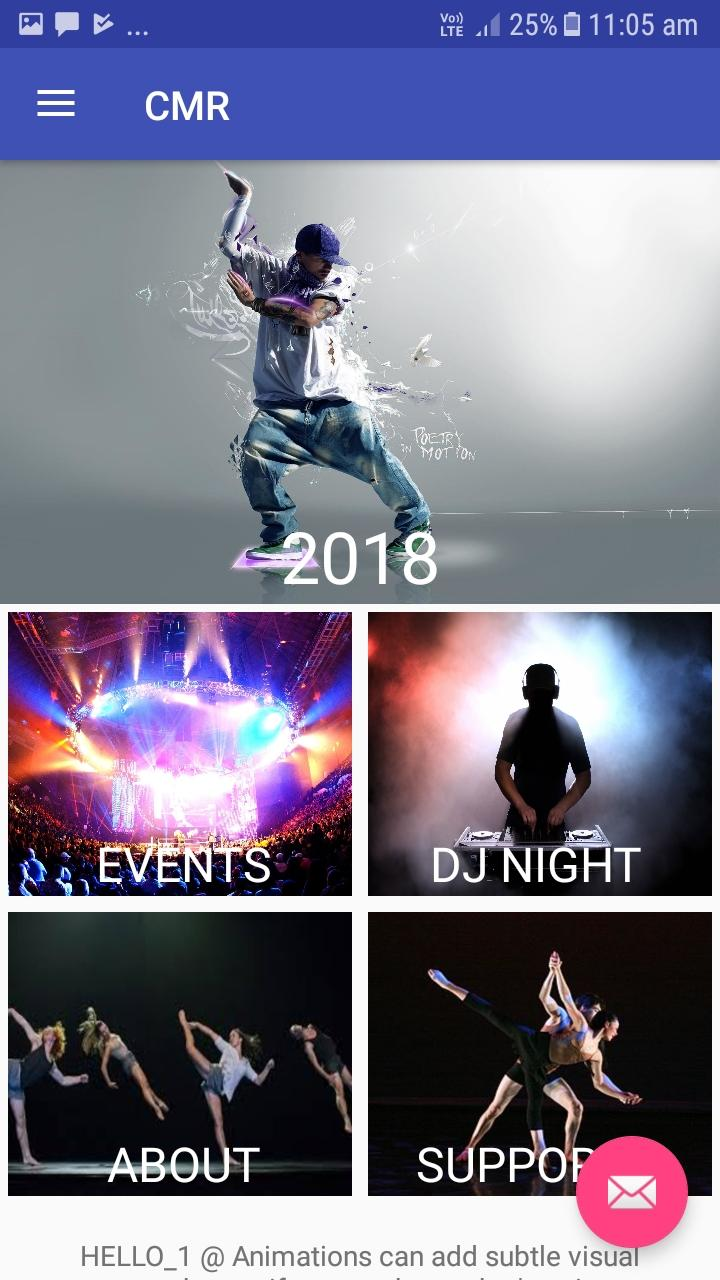 ... Vo)) LTE 25% 11:05 am
CMR
POETRY
IN MOTION
2018
EVENTS
DJ NIGHT
ABOUT
HELLO_1 @ Animations can add subtle visual